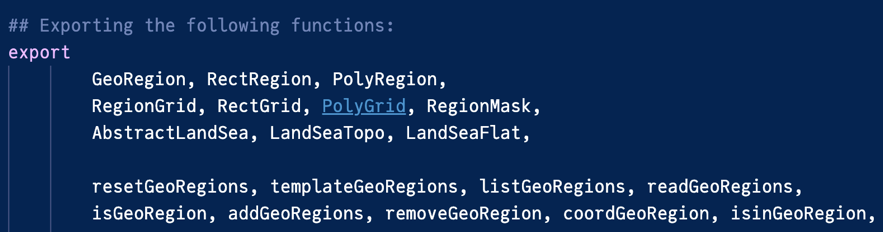 ## Exporting the following functions:
export
GeoRegion, RectRegion, PolyRegion,
RegionGrid, RectGrid, PolyGrid, RegionMask,
AbstractLandSea, LandSeaTopo, LandSeaFlat,
resetGeoRegions, templateGeoRegions, listGeoRegions, readGeoRegions,
isGeoRegion, addGeoRegions, removeGeoRegion, coordGeoRegion, isinGeoRegion,